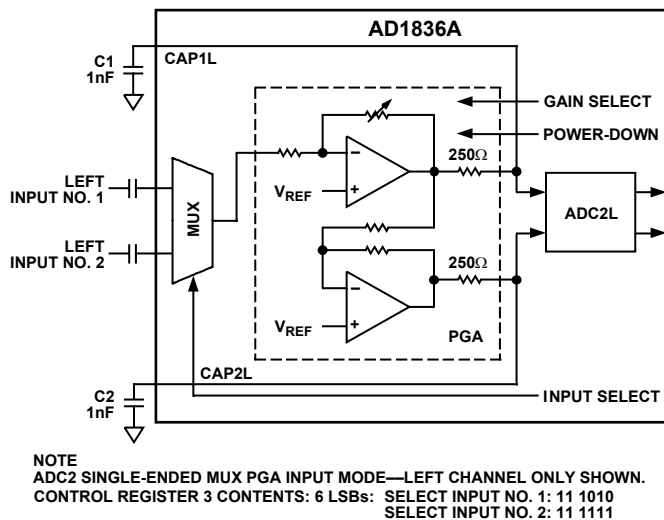 AD1836A
C1
1nF
CAP1L
GAIN SELECT
POWER-DOWN
250Ω
LEFT
INPUT NO. 1
MUX
VREF
ADC2L
LEFT
INPUT NO. 2
250Ω
VREF
PGA
CAP2L
C2
1nF
INPUT SELECT
NOTE
ADC2 SINGLE-ENDED MUX PGA INPUT MODE—LEFT CHANNEL ONLY SHOWN.
CONTROL REGISTER 3 CONTENTS: 6 LSBs: SELECT INPUT NO. 1: 11 1010
SELECT INPUT NO. 2: 11 1111